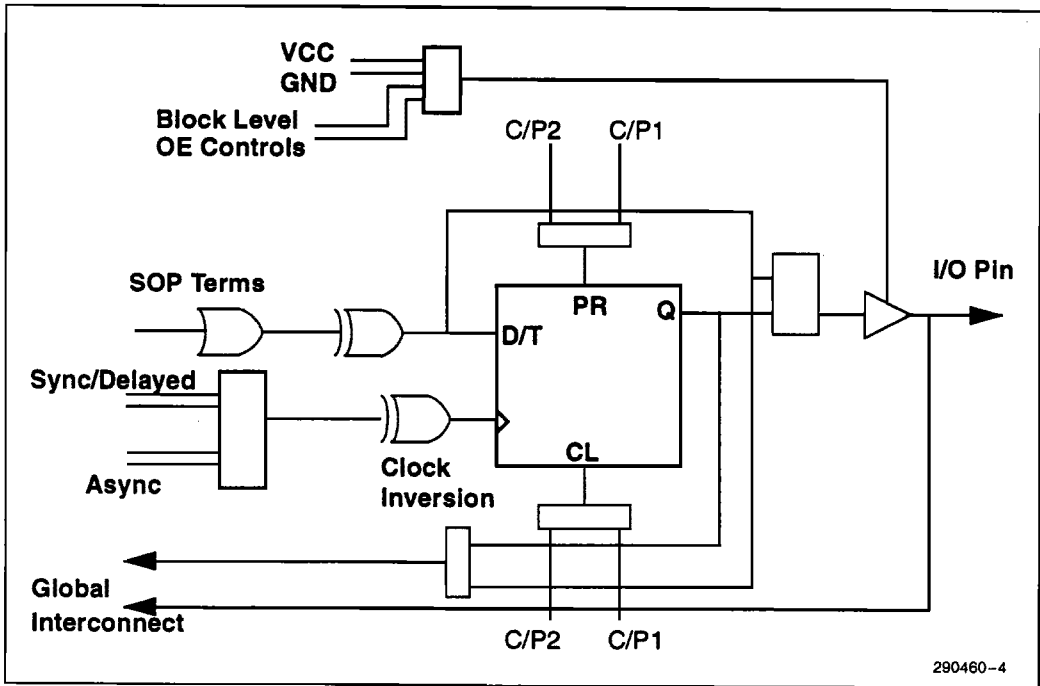 VCC
GND
Block Level
OE Controls
C/P2
C/P1
SOP Terms
I/O Pin
PR
Q
D/T
Sync/Delayed
CL
Async
Clock
Inversion
Global
Interconnect
C/P2
C/P1
290460-4